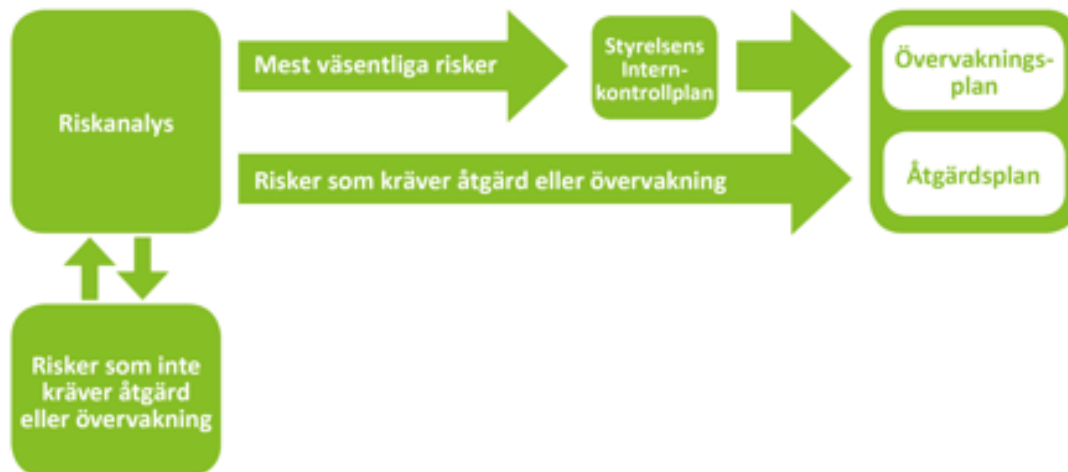 Riskanalys
Mest väsentliga risker
Styrelsens
Intern-
kontrollplan
Övervaknings-
plan
Risker som kräver åtgärd eller övervakning
Åtgärdsplan
Risker som inte
kräver åtgärd
eller övervakning